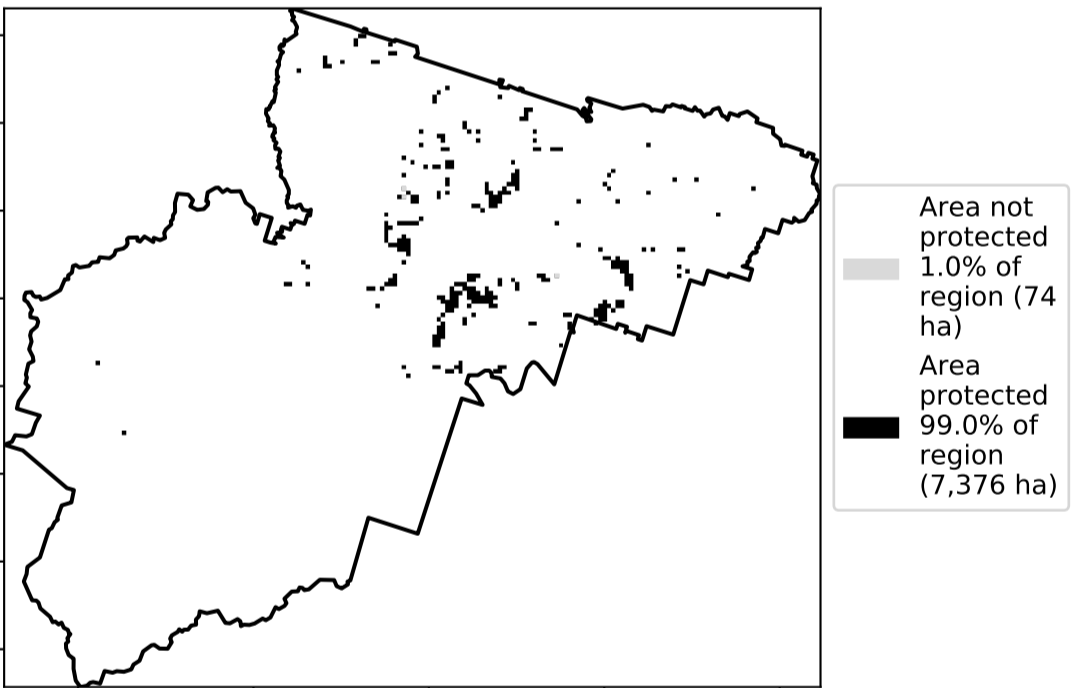 Area not
protected
1.0% of
region (74
ha)
Area
protected
99.0% of
region
(7,376 ha)